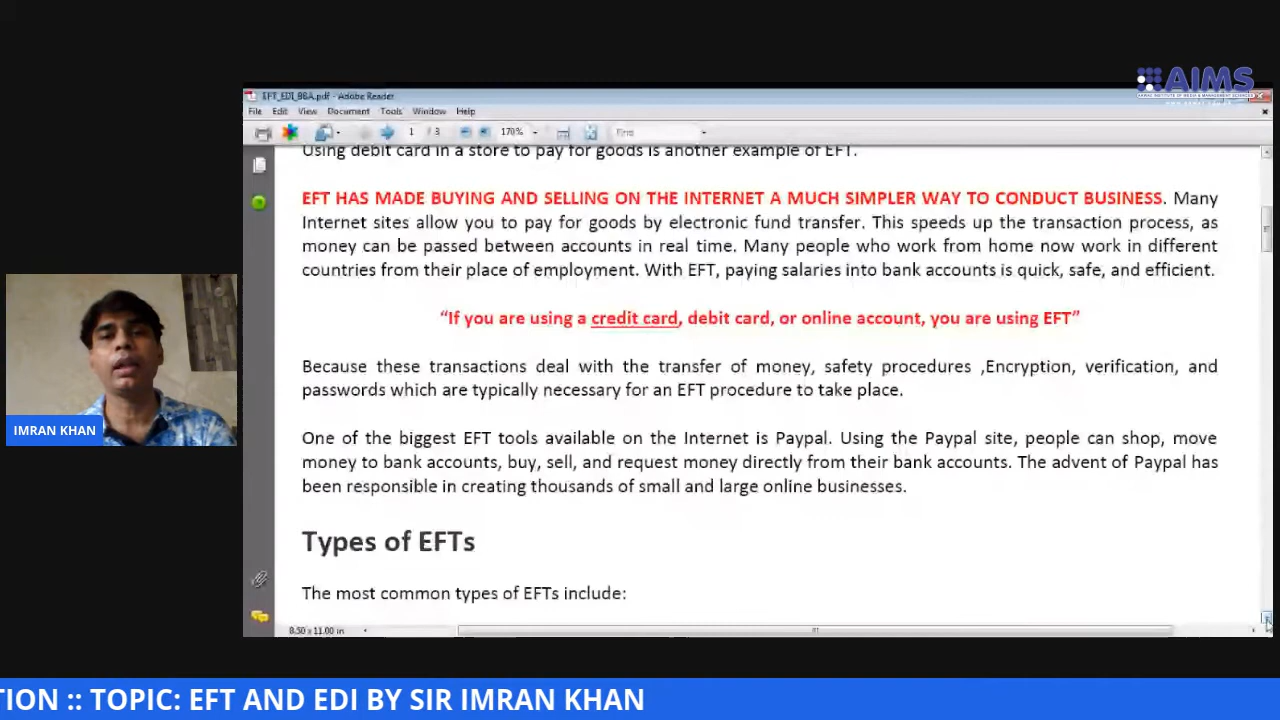 AIMS
EFT_EDI_BBA.pdf - Adobe Reader
File Edit View Document Tools Window Help
1 / 3 170% Find
Using debit card in a store to pay for goods is another example of EFT.
EFT HAS MADE BUYING AND SELLING ON THE INTERNET A MUCH SIMPLER WAY TO CONDUCT BUSINESS. Many
Internet sites allow you to pay for goods by electronic fund transfer. This speeds up the transaction process, as
money can be passed between accounts in real time. Many people who work from home now work in different
countries from their place of employment. With EFT, paying salaries into bank accounts is quick, safe, and efficient.
“If you are using a credit card, debit card, or online account, you are using EFT”
Because these transactions deal with the transfer of money, safety procedures ,Encryption, verification, and
passwords which are typically necessary for an EFT procedure to take place.
One of the biggest EFT tools available on the Internet is Paypal. Using the Paypal site, people can shop, move
money to bank accounts, buy, sell, and request money directly from their bank accounts. The advent of Paypal has
been responsible in creating thousands of small and large online businesses.
Types of EFTs
The most common types of EFTs include:
8.50 x 11.00 in
IMRAN KHAN
TION :: TOPIC: EFT AND EDI BY SIR IMRAN KHAN